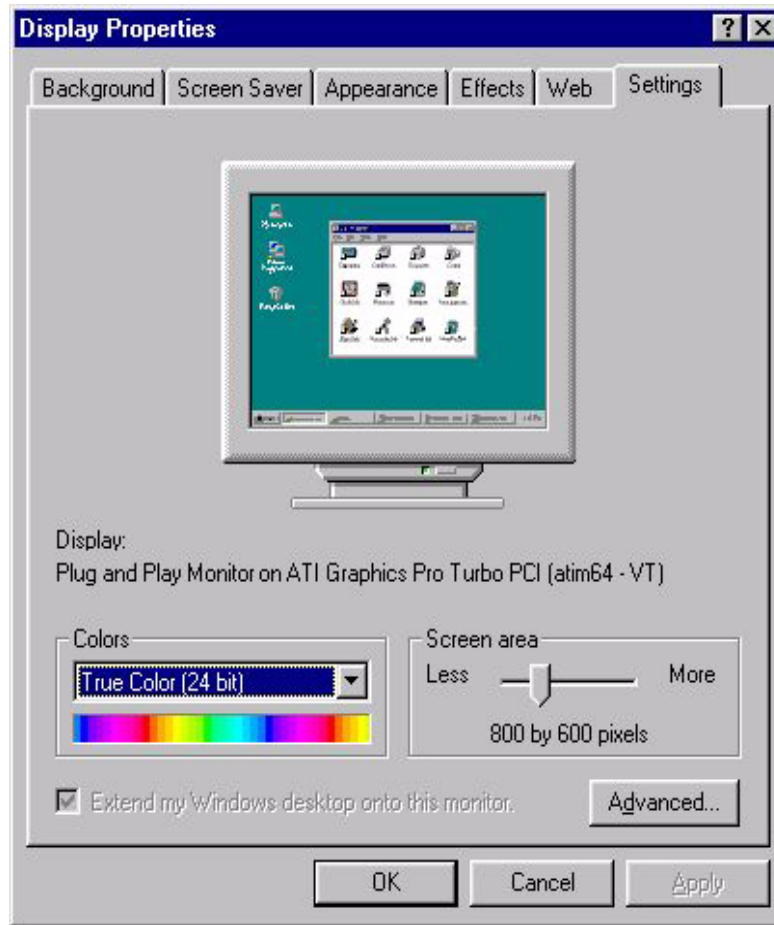 Display Properties
Background Screen Saver Appearance Effects Web Settings
Display:
Plug and Play Monitor on ATI Graphics Pro Turbo PCI (atim64 - VT)
Colors
True Color (24 bit)
Screen area
Less More
800 by 600 pixels
Extend my Windows desktop onto this monitor.
Advanced...
OK Cancel Apply